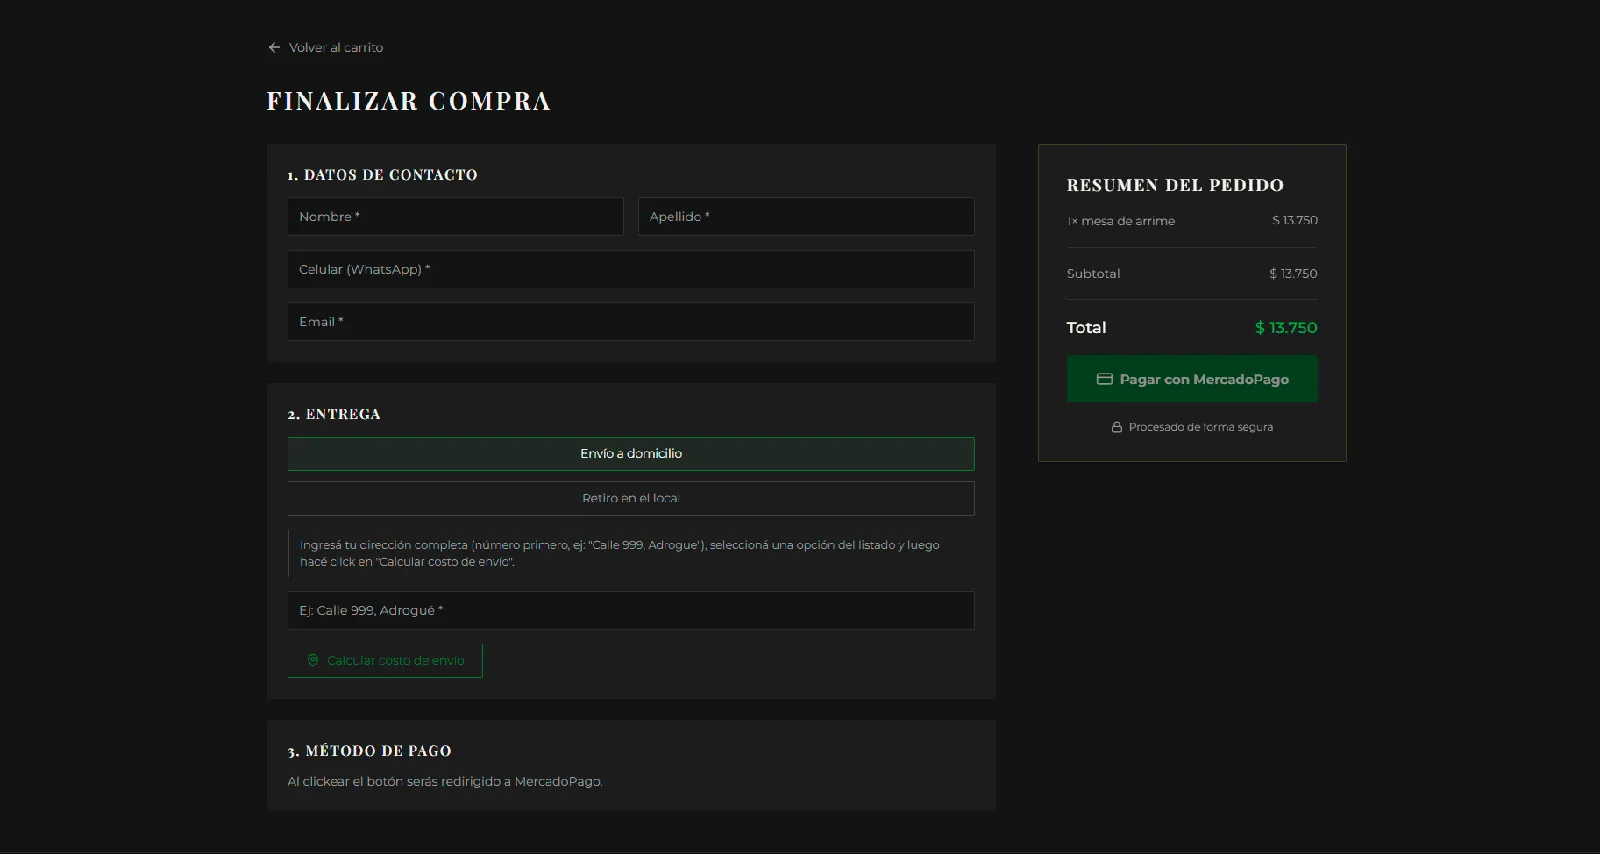 Volver al carrito
FINALIZAR COMPRA
1. DATOS DE CONTACTO
Nombre *
Apellido *
Celular (WhatsApp) *
Email *
2. ENTREGA
Envío a domicilio
Retiro en el local
Ingresá tu dirección completa (número primero, ej: "Calle 999, Adrogue"), seleccioná una opción del listado y luego
hacé click en "Calcular costo de envío".
Ej: Calle 999, Adrogué *
Calcular costo de envío
3. MÉTODO DE PAGO
Al clickear el botón serás redirigido a MercadoPago.
RESUMEN DEL PEDIDO
1× mesa de arrime $ 13.750
Subtotal $ 13.750
Total $ 13.750
Pagar con MercadoPago
Procesado de forma segura